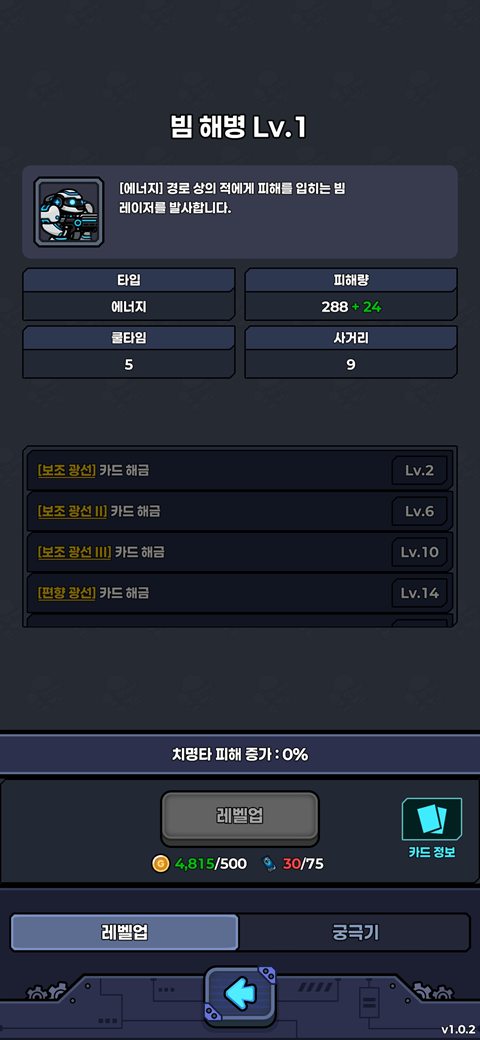 빔 해병 Lv.1
[에너지] 경로 상의 적에게 피해를 입히는 빔
레이저를 발사합니다.
타입
피해량
에너지
288 + 24
쿨타임
사거리
5
9
[보조 광선] 카드 해금
Lv.2
[보조 광선 II] 카드 해금
Lv.6
[보조 광선 III] 카드 해금
Lv.10
[편향 광선] 카드 해금
Lv.14
치명타 피해 증가 : 0%
레벨업
G 4,815/500
30/75
카드 정보
레벨업
궁극기
v1.0.2